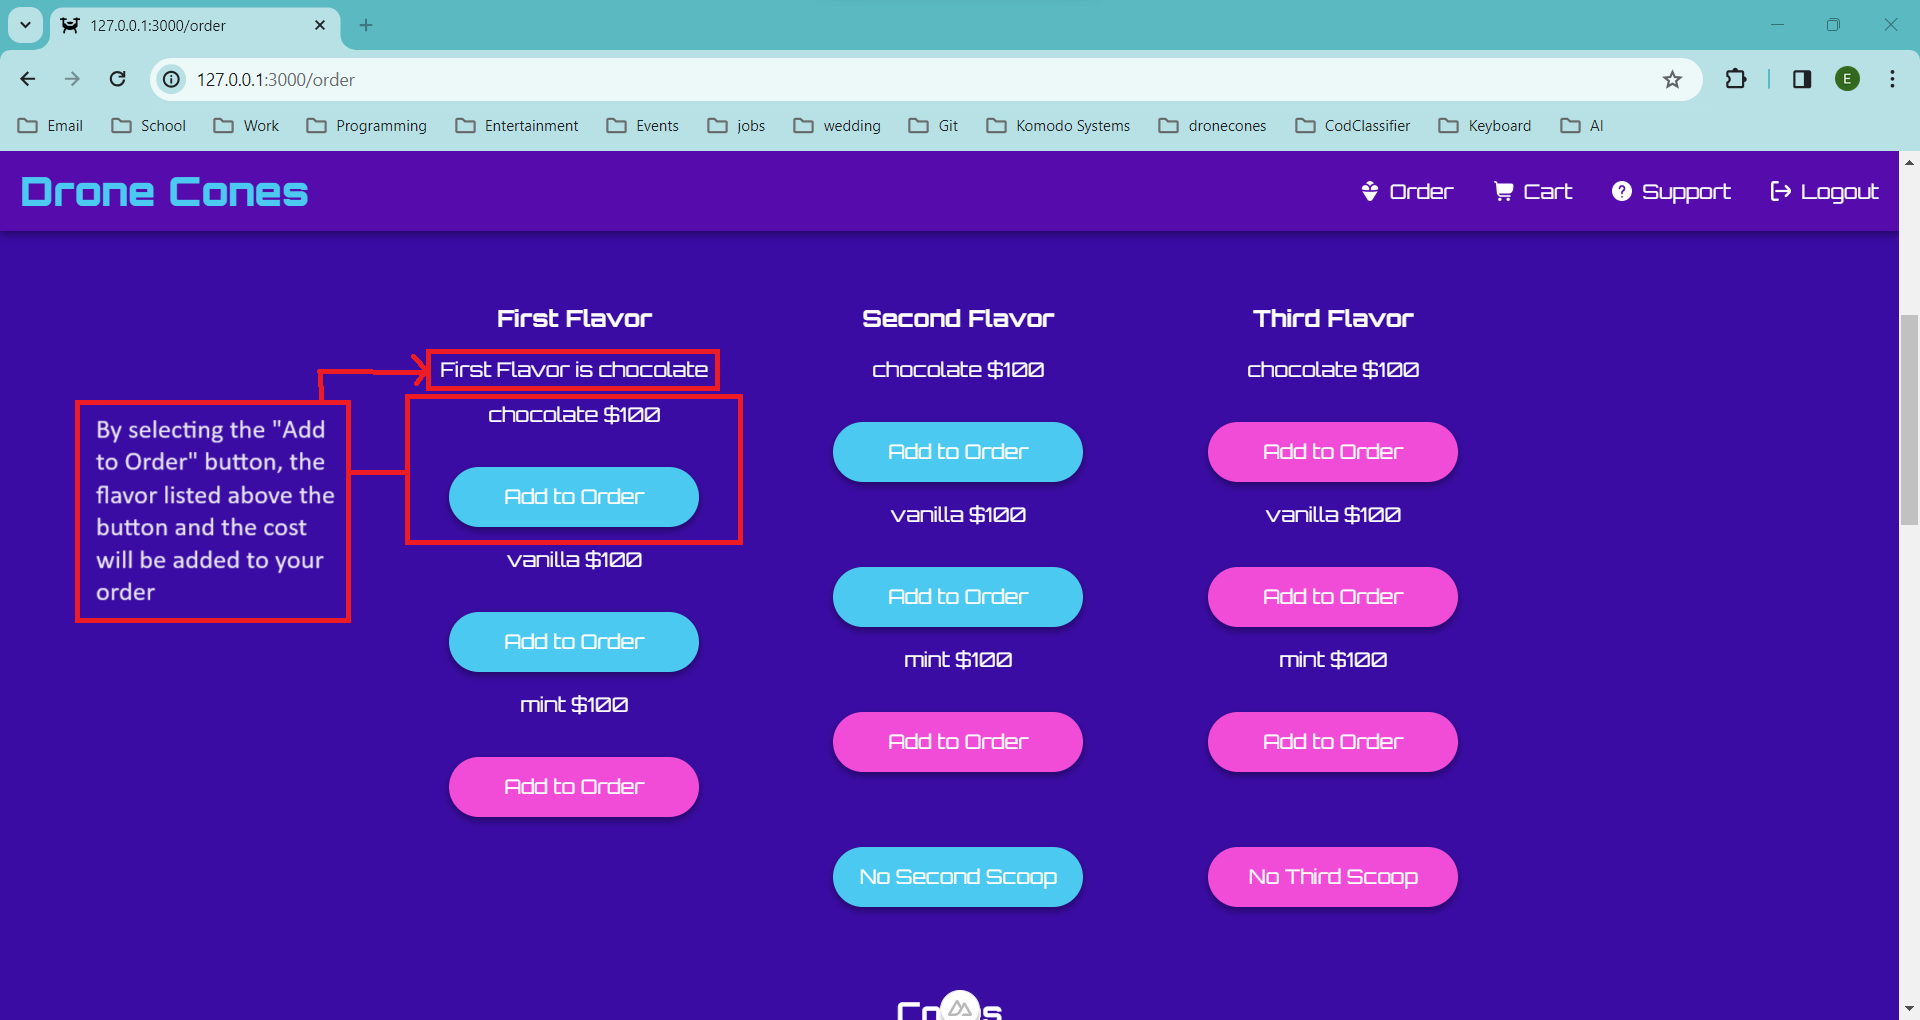 127.0.0.1:3000/order
127.0.0.1:3000/order
E
Email School Work Programming Entertainment Events jobs wedding Git Komodo Systems dronecones CodClassifier Keyboard AI
Drone Cones
Order Cart Support Logout
First Flavor
First Flavor is chocolate
chocolate $100
Add to Order
vanilla $100
Add to Order
mint $100
Add to Order
Second Flavor
chocolate $100
Add to Order
vanilla $100
Add to Order
mint $100
Add to Order
No Second Scoop
Third Flavor
chocolate $100
Add to Order
vanilla $100
Add to Order
mint $100
Add to Order
No Third Scoop
By selecting the "Add
to Order" button, the
flavor listed above the
button and the cost
will be added to your
order